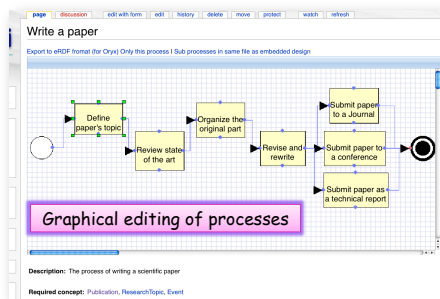 page discussion edit with form edit history delete move protect watch refresh
Write a paper
Export to eRDF fromat (for Oryx) Only this process I Sub processes in same file as embedded design
Define
paper's topic
Review state
of the art
Organize the
original part
Revise and
rewrite
Submit paper
to a Journal
Submit paper to
a conference
Submit paper as
a technical report
Graphical editing of processes
Description: The process of writing a scientific paper
Required concept: Publication, ResearchTopic, Event